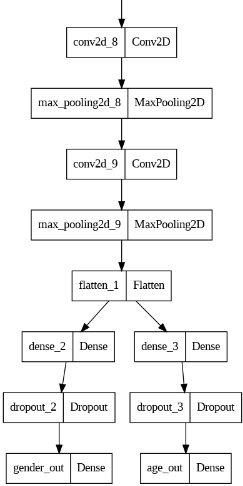 conv2d_8 Conv2D
max_pooling2d_8 MaxPooling2D
conv2d_9 Conv2D
max_pooling2d_9 MaxPooling2D
flatten_1 Flatten
dense_2 Dense dense_3 Dense
dropout_2 Dropout dropout_3 Dropout
gender_out Dense age_out Dense